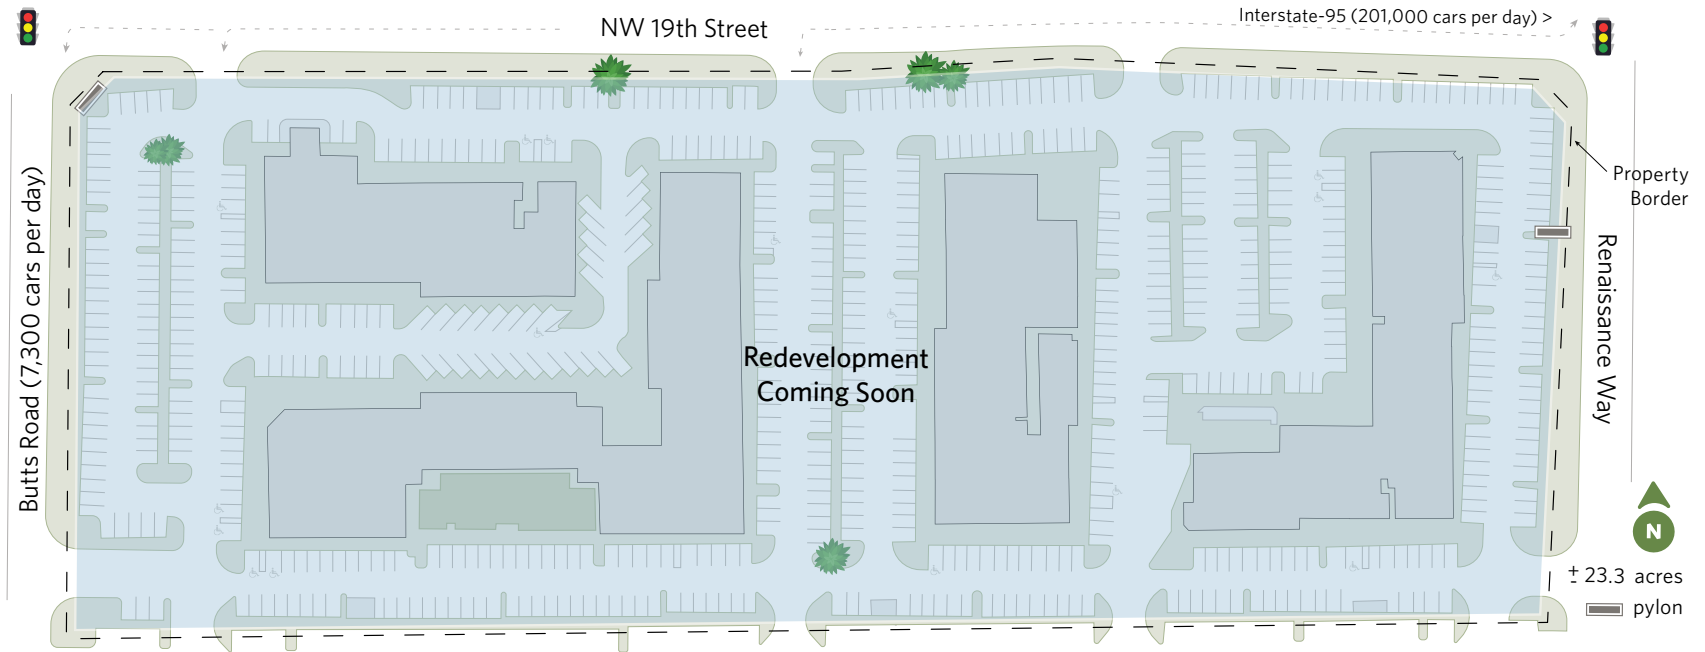 NW 19th Street
Interstate-95 (201,000 cars per day) >
Property
Border
Butts Road (7,300 cars per day)
Renaissance Way
Redevelopment
Coming Soon
N
± 23.3 acres
pylon